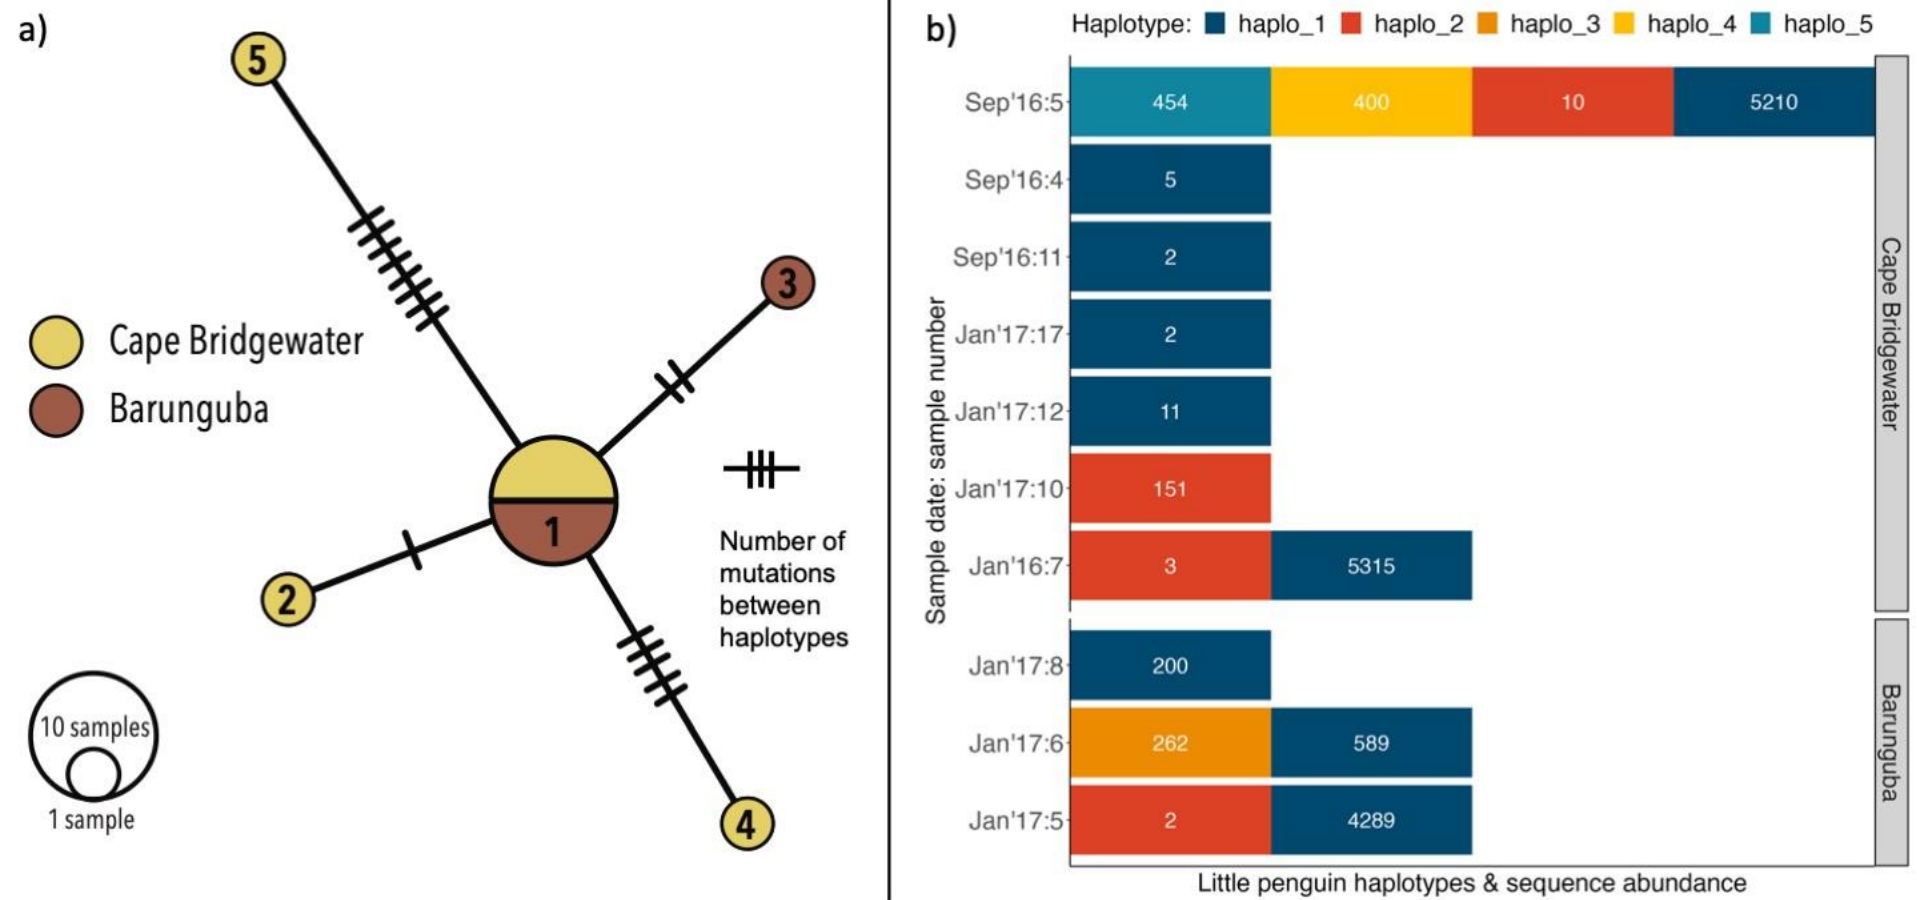 a)
5
3
Cape Bridgewater
Barunguba
1
2
Number of
mutations
between
haplotypes
10 samples
1 sample
4
b)
Haplotype: haplo_1 haplo_2 haplo_3 haplo_4 haplo_5
Sample date: sample number
Sep'16:5 454 400 10 5210
Sep'16:4 5
Sep'16:11 2
Jan'17:17 2
Jan'17:12 11
Jan'17:10 151
Jan'16:7 3 5315
Cape Bridgewater
Jan'17:8 200
Jan'17:6 262 589
Jan'17:5 2 4289
Barunguba
Little penguin haplotypes & sequence abundance